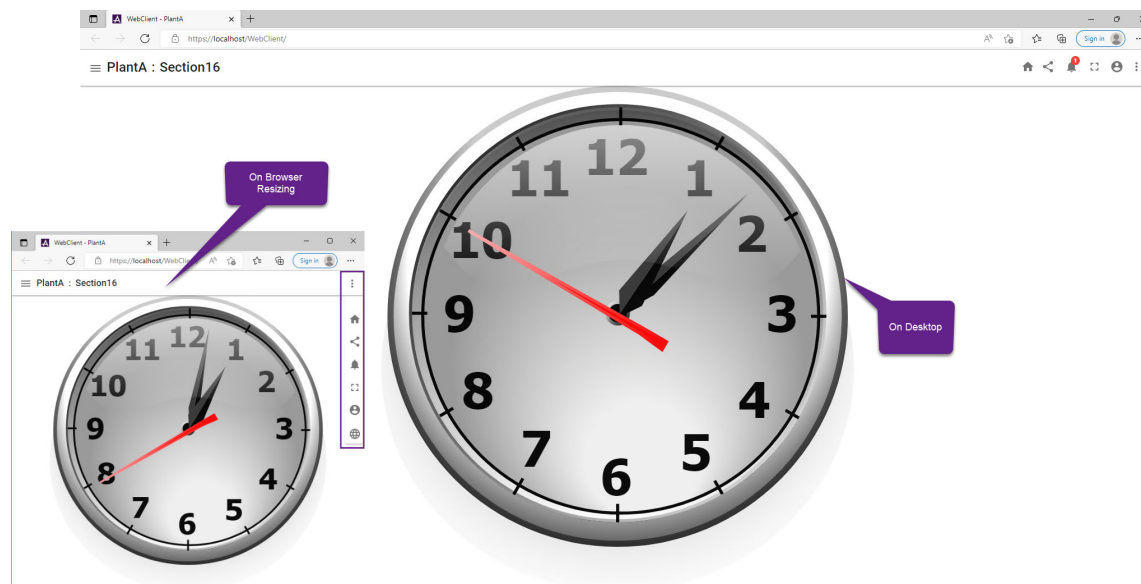 WebClient - PlantA
https://localhost/WebClient/
Sign in
PlantA : Section16
1
12
11
1
10
2
9
3
8
4
7
5
6
On Desktop
On Browser
Resizing
WebClient - PlantA
https://localhost/WebClie
Sign in
PlantA : Section16
12
11
1
10
2
9
3
8
4
7
5
6